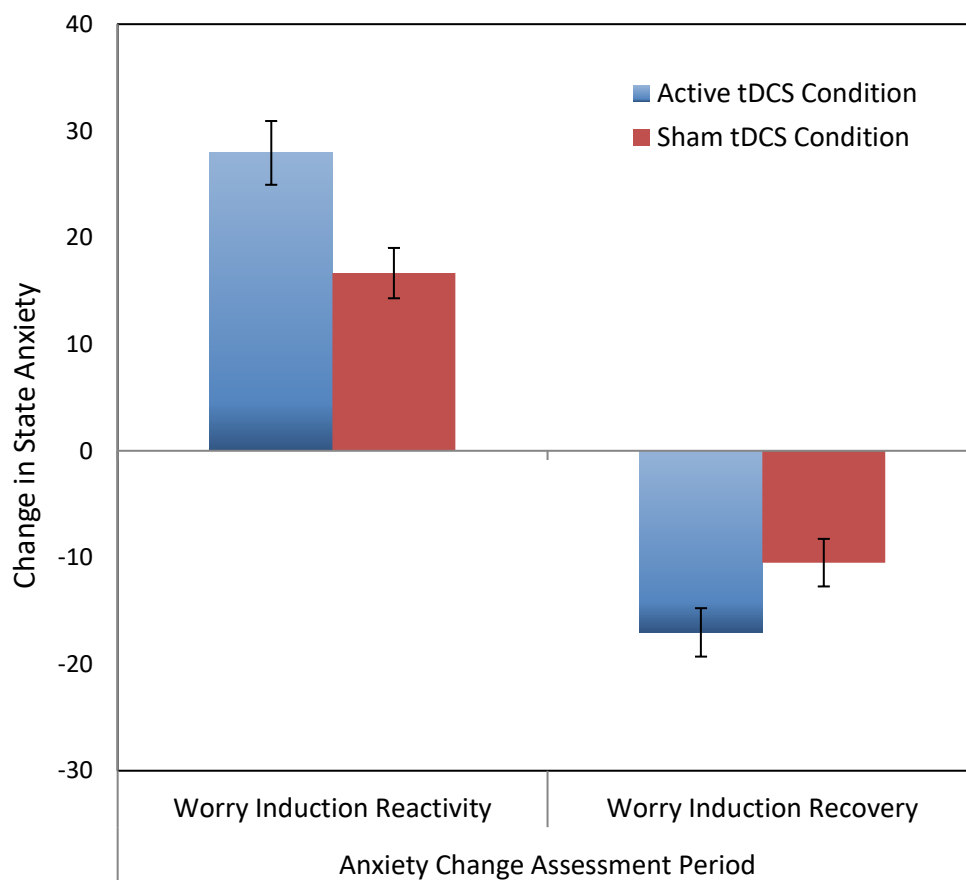 40
30
20
10
0
-10
-20
-30
Change in State Anxiety
Active tDCS Condition
Sham tDCS Condition
Worry Induction Reactivity
Worry Induction Recovery
Anxiety Change Assessment Period